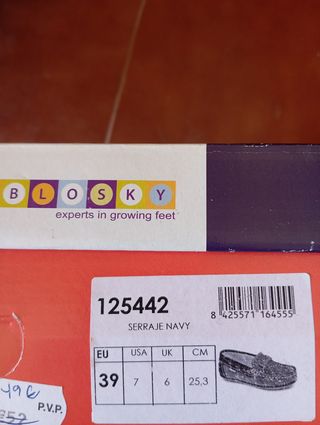 BLOSKY
experts in growing feet
125442
SERRAJE NAVY
8 425571 164555
EU USA UK CM
39 7 6 25,3
49€
P.V.P.